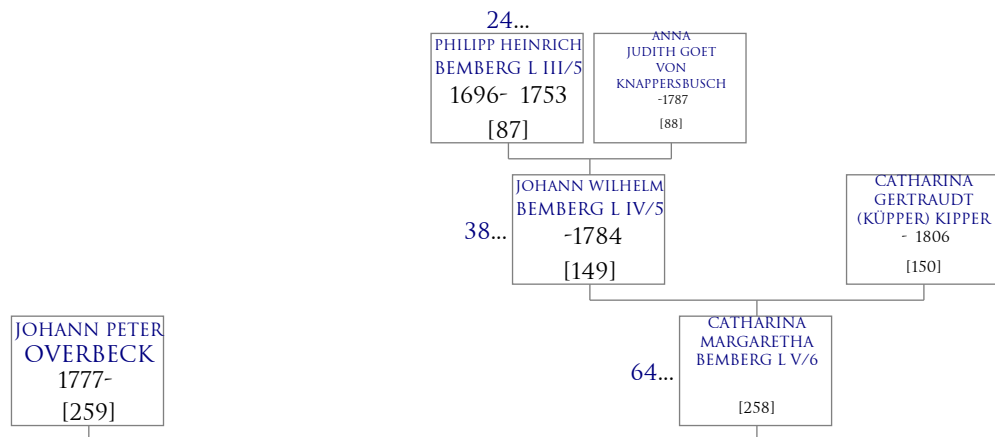 24...
PHILIPP HEINRICH
BEMBERG L III/5
1696- 1753
[87]
ANNA
JUDITH GOET
VON
KNAPPERSBUSCH
-1787
[88]
38...
JOHANN WILHELM
BEMBERG L IV/5
-1784
[149]
CATHARINA
GERTRAUDT
(KÜPPER) KIPPER
- 1806
[150]
JOHANN PETER
OVERBECK
1777-
[259]
64...
CATHARINA
MARGARETHA
BEMBERG L V/6
[258]